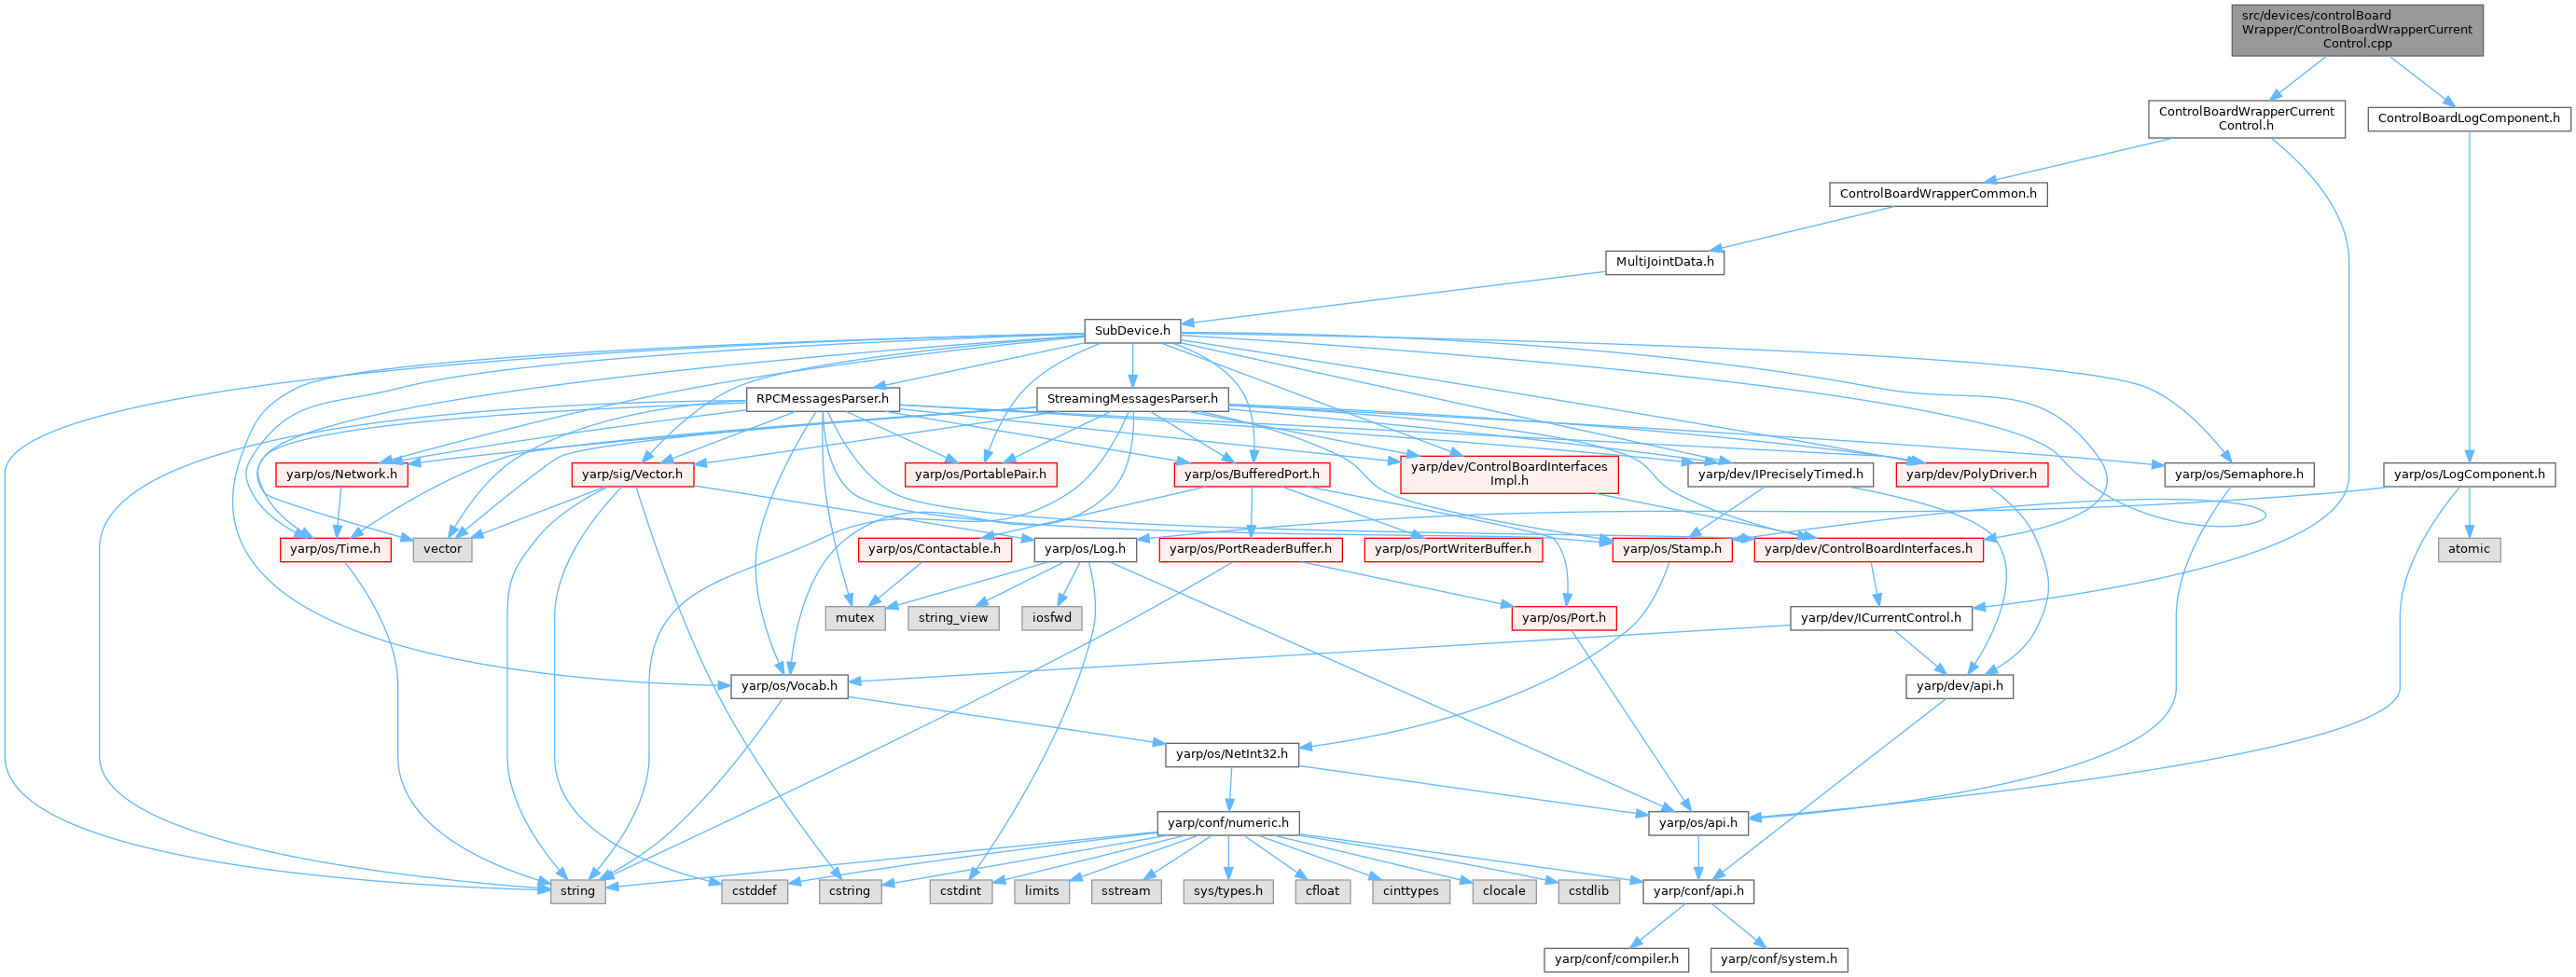 src/devices/controlBoard
Wrapper/ControlBoardWrapperCurrent
Control.cpp
ControlBoardWrapperCurrent
Control.h
ControlBoardLogComponent.h
ControlBoardWrapperCommon.h
MultiJointData.h
SubDevice.h
RPCMessagesParser.h
StreamingMessagesParser.h
yarp/os/Network.h
yarp/sig/Vector.h
yarp/os/PortablePair.h
yarp/os/BufferedPort.h
yarp/dev/ControlBoardInterfaces
Impl.h
yarp/dev/IPreciselyTimed.h
yarp/dev/PolyDriver.h
yarp/os/Semaphore.h
yarp/os/LogComponent.h
yarp/os/Time.h
vector
yarp/os/Contactable.h
yarp/os/Log.h
yarp/os/PortReaderBuffer.h
yarp/os/PortWriterBuffer.h
yarp/os/Stamp.h
yarp/dev/ControlBoardInterfaces.h
atomic
mutex
string_view
iosfwd
yarp/os/Port.h
yarp/dev/ICurrentControl.h
yarp/os/Vocab.h
yarp/dev/api.h
yarp/os/NetInt32.h
yarp/conf/numeric.h
yarp/os/api.h
string
cstddef
cstring
cstdint
limits
sstream
sys/types.h
cfloat
cinttypes
clocale
cstdlib
yarp/conf/api.h
yarp/conf/compiler.h
yarp/conf/system.h